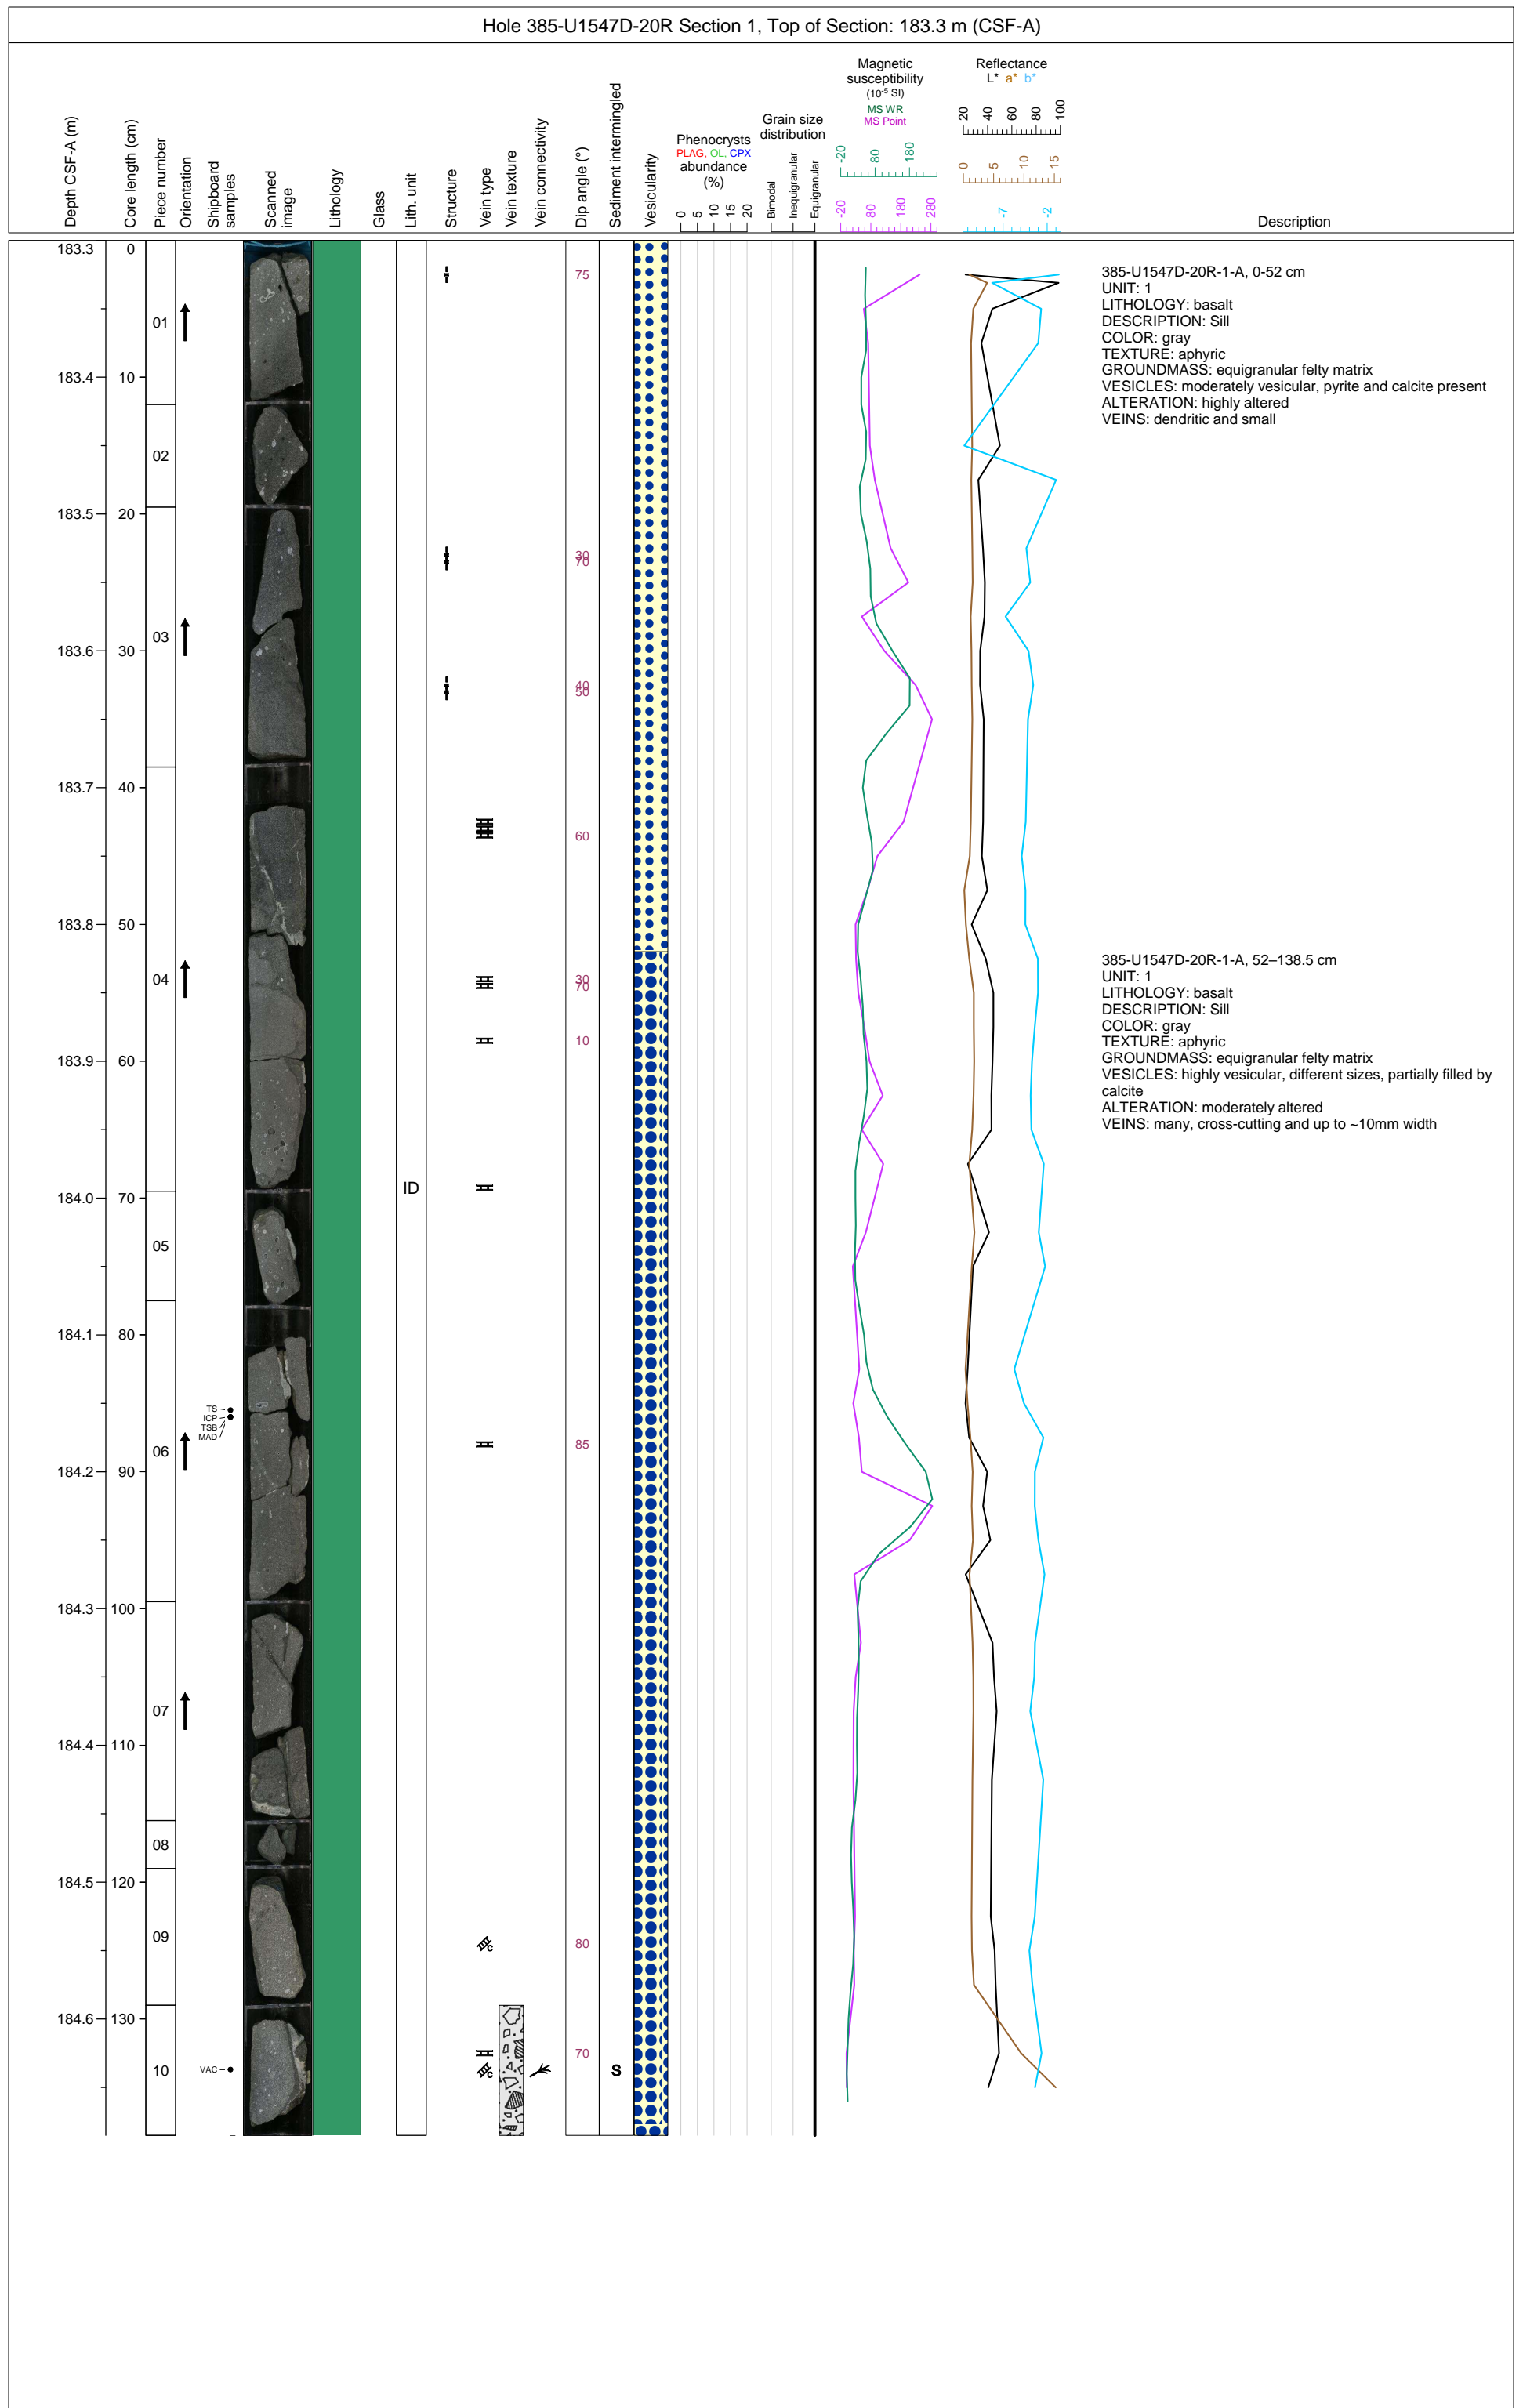 Hole 385-U1547D-20R Section 1, Top of Section: 183.3 m (CSF-A)
Depth CSF-A (m)
Core length (cm)
Piece number
Orientation
Shipboard
samples
Scanned
image
Lithology
Glass
Lith. unit
Structure
Vein type
Vein texture
Vein connectivity
Dip angle (°)
Sediment intermingled
Vesicularity
Phenocrysts
PLAG, OL, CPX
abundance
(%)
0 5 10 15 20
Grain size
distribution
Bimodal
Inequigranular
Equigranular
Magnetic
susceptibility
(10-5 SI)
MS WR
MS Point
-20 80 180
-20 80 180 280
Reflectance
L* a* b*
20 40 60 80 100
0 5 10 15
-7 -2
Description
183.3 0
01
75
183.4 10
02
183.5 20
30
70
03
183.6 30
40
50
183.7 40
60
183.8 50
04
30
70
10
183.9 60
ID
184.0 70
05
184.1 80
TS
ICP
TSB
MAD
06
85
184.2 90
184.3 100
07
184.4 110
08
184.5 120
09
C
80
184.6 130
70
10
VAC
C
S
385-U1547D-20R-1-A, 0-52 cm
UNIT: 1
LITHOLOGY: basalt
DESCRIPTION: Sill
COLOR: gray
TEXTURE: aphyric
GROUNDMASS: equigranular felty matrix
VESICLES: moderately vesicular, pyrite and calcite present
ALTERATION: highly altered
VEINS: dendritic and small
385-U1547D-20R-1-A, 52–138.5 cm
UNIT: 1
LITHOLOGY: basalt
DESCRIPTION: Sill
COLOR: gray
TEXTURE: aphyric
GROUNDMASS: equigranular felty matrix
VESICLES: highly vesicular, different sizes, partially filled by
calcite
ALTERATION: moderately altered
VEINS: many, cross-cutting and up to ~10mm width